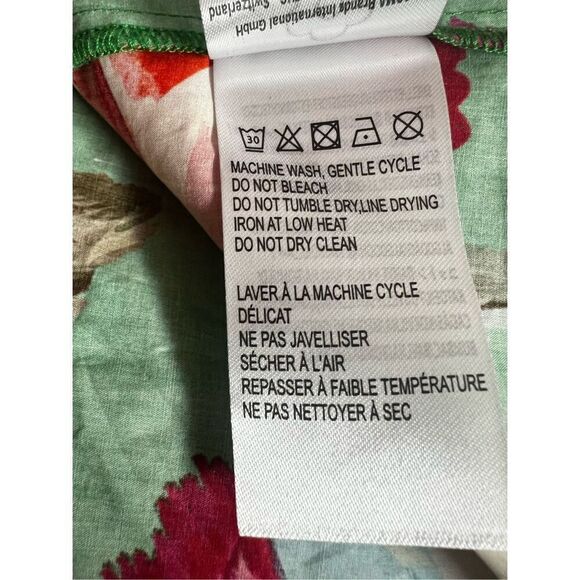 Brands International GmbH
Switzerland
30
MACHINE WASH, GENTLE CYCLE
DO NOT BLEACH
DO NOT TUMBLE DRY,LINE DRYING
IRON AT LOW HEAT
DO NOT DRY CLEAN
LAVER À LA MACHINE CYCLE
DÉLICAT
NE PAS JAVELLISER
SÉCHER À L'AIR
REPASSER À FAIBLE TEMPÉRATURE
NE PAS NETTOYER À SEC